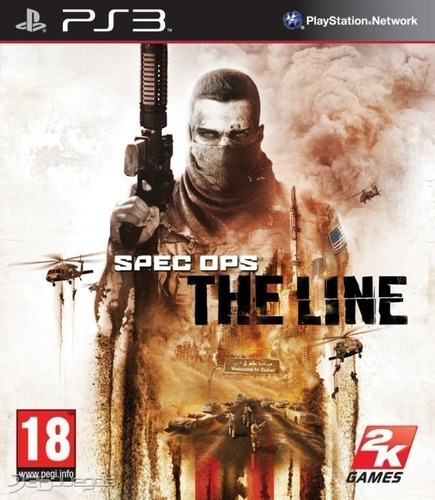 PS3
PlayStation®Network
SPEC OPS
THE LINE
Welcome to Dubai
18
www.pegi.info
2K
GAMES